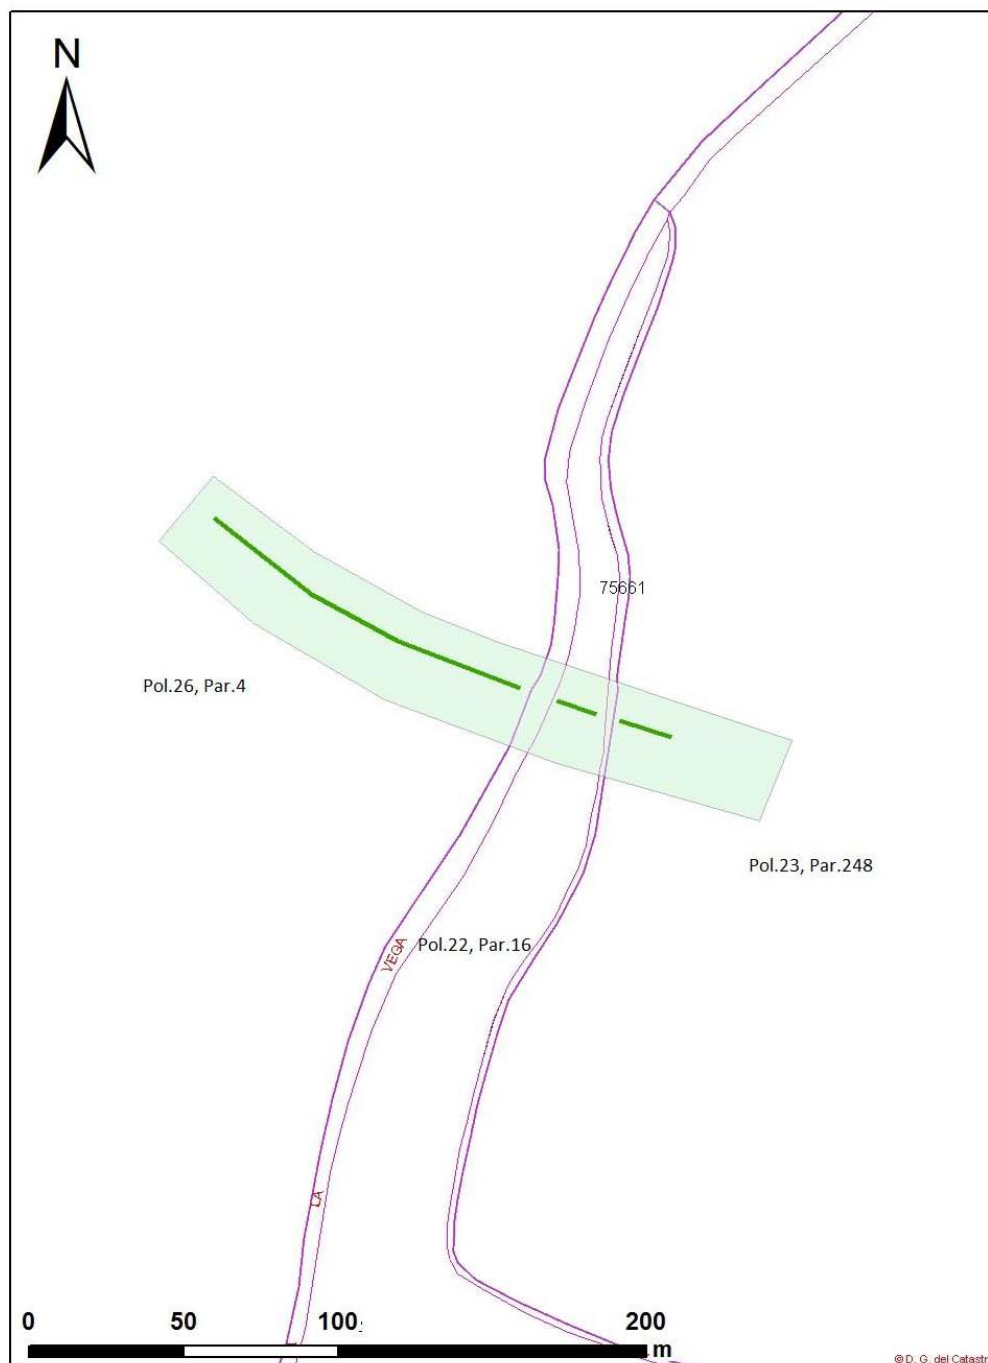 N
75661
Pol.26, Par.4
Pol.23, Par.248
VEGA
Pol.22, Par.16
LA
0 50 100 200
m
© D. G. del Catastr